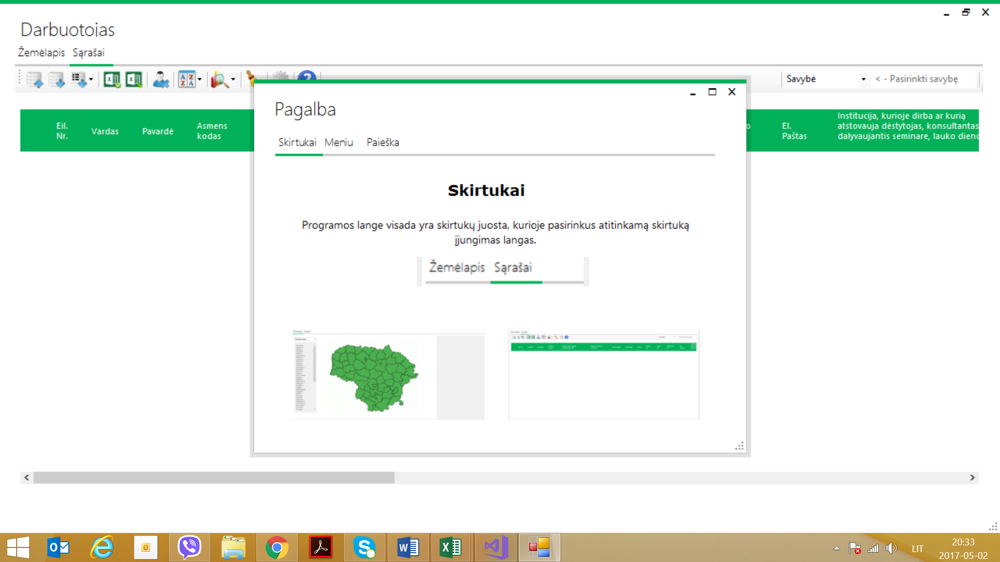 Darbuotojas
Žemėlapis Sąrašai
Savybė
< - Pasirinkti savybę
Eil. Nr.
Vardas
Pavardė
Asmens kodas
El. Paštas
Institucija, kurioje dirba ar kurią
atstovauja dėstytojas, konsultantas
dalyvaujantis seminare, lauko dieno
Pagalba
Skirtukai Meniu Paieška
Skirtukai
Programos lange visada yra skirtukų juosta, kurioje pasirinkus atitinkamą skirtuką
įjungimas langas.
Žemėlapis Sąrašai
LIT
20:33
2017-05-02